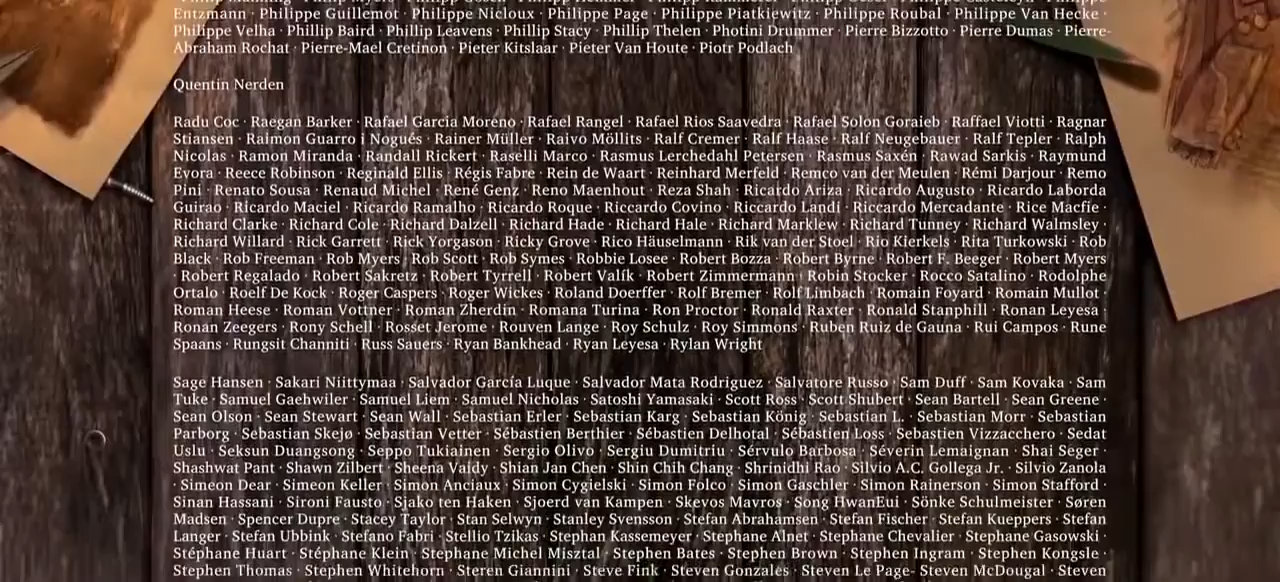 Entzmann · Philippe Guillemot · Philippe Nicloux · Philippe Page · Philippe Piatkiewitz · Philippe Roubal · Philippe Van Hecke ·
Philippe Velha · Phillip Baird · Phillip Leavens · Phillip Stacy · Phillip Thelen · Photini Drummer · Pierre Bizzotto · Pierre Dumas · Pierre-
Abraham Rochat · Pierre-Mael Cretinon · Pieter Kitslaar · Pieter Van Houte · Piotr Podlach
Quentin Nerden
Radu Coc · Raegan Barker · Rafael García Moreno · Rafael Rangel · Rafael Rios Saavedra · Rafael Solon Goraieb · Raffael Viotti · Ragnar
Stiansen · Raimon Guarro i Nogués · Rainer Müller · Raivo Möllits · Ralf Cremer · Ralf Haase · Ralf Neugebauer · Ralf Tepler · Ralph
Nicolas · Ramon Miranda · Randall Rickert · Raselli Marco · Rasmus Lerchedahl Petersen · Rasmus Saxén · Rawad Sarkis · Raymund
Evora · Reece Robinson · Reginald Ellis · Régis Fabre · Rein de Waart · Reinhard Merfeld · Remco van der Meulen · Rémi Darjour · Remo
Pini · Renato Sousa · Renaud Michel · René Genz · Reno Maenhout · Reza Shah · Ricardo Ariza · Ricardo Augusto · Ricardo Laborda
Guirao · Ricardo Maciel · Ricardo Ramalho · Ricardo Roque · Riccardo Covino · Riccardo Landi · Riccardo Mercadante · Rice Macfie ·
Richard Clarke · Richard Cole · Richard Dalzell · Richard Hade · Richard Hale · Richard Marklew · Richard Tunney · Richard Walmsley ·
Richard Willard · Rick Garrett · Rick Yorgason · Ricky Grove · Rico Häuselmann · Rik van der Stoel · Rio Kierkels · Rita Turkowski · Rob
Black · Rob Freeman · Rob Myers · Rob Scott · Rob Symes · Robbie Losee · Robert Bozza · Robert Byrne · Robert F. Beeger · Robert Myers
· Robert Regalado · Robert Sakretz · Robert Tyrrell · Robert Valík · Robert Zimmermann · Robin Stocker · Rocco Satalino · Rodolphe
Ortalo · Roelf De Kock · Roger Caspers · Roger Wickes · Roland Doerffer · Rolf Bremer · Rolf Limbach · Romain Foyard · Romain Mullot ·
Roman Heese · Roman Vottner · Roman Zherdin · Romana Turina · Ron Proctor · Ronald Raxter · Ronald Stanphill · Ronan Leyesa ·
Ronan Zeegers · Rony Schell · Rosset Jerome · Rouven Lange · Roy Schulz · Roy Simmons · Ruben Ruiz de Gauna · Rui Campos · Rune
Spaans · Rungsit Channiti · Russ Sauers · Ryan Bankhead · Ryan Leyesa · Rylan Wright
Sage Hansen · Sakari Niittymaa · Salvador García Luque · Salvador Mata Rodriguez · Salvatore Russo · Sam Duff · Sam Kovaka · Sam
Tuke · Samuel Gaehwiler · Samuel Liem · Samuel Nicholas · Satoshi Yamasaki · Scott Ross · Scott Shubert · Sean Bartell · Sean Greene ·
Sean Olson · Sean Stewart · Sean Wall · Sebastian Erler · Sebastian Karg · Sebastian König · Sebastian L. · Sebastian Morr · Sebastian
Parborg · Sebastian Skejø · Sebastian Vetter · Sébastien Berthier · Sébastien Delhotal · Sébastien Loss · Sebastien Vizzacchero · Sedat
Uslu · Seksun Duangsong · Seppo Tukiainen · Sergio Olivo · Sergiu Dumitriu · Sérvulo Barbosa · Séverin Lemaignan · Shai Seger ·
Shashwat Pant · Shawn Zilbert · Sheena Vaidy · Shian Jan Chen · Shin Chih Chang · Shrinidhi Rao · Silvio A.C. Gollega Jr. · Silvio Zanola
· Simeon Dear · Simeon Keller · Simon Anciaux · Simon Cygielski · Simon Folco · Simon Gaschler · Simon Rainerson · Simon Stafford ·
Sinan Hassani · Sironi Fausto · Sjako ten Haken · Sjoerd van Kampen · Skevos Mavros · Song HwanEui · Sönke Schulmeister · Søren
Madsen · Spencer Dupre · Stacey Taylor · Stan Selwyn · Stanley Svensson · Stefan Abrahamsen · Stefan Fischer · Stefan Kueppers · Stefan
Langer · Stefan Ubbink · Stefano Fabri · Stellio Tzikas · Stephan Kassemeyer · Stephane Alnet · Stephane Chevalier · Stephane Gasowski ·
Stéphane Huart · Stéphane Klein · Stephane Michel Misztal · Stephen Bates · Stephen Brown · Stephen Ingram · Stephen Kongsle ·
Stephen Thomas · Stephen Whitehorn · Steren Giannini · Steve Fink · Steven Gonzales · Steven Le Page- Steven McDougal · Steven